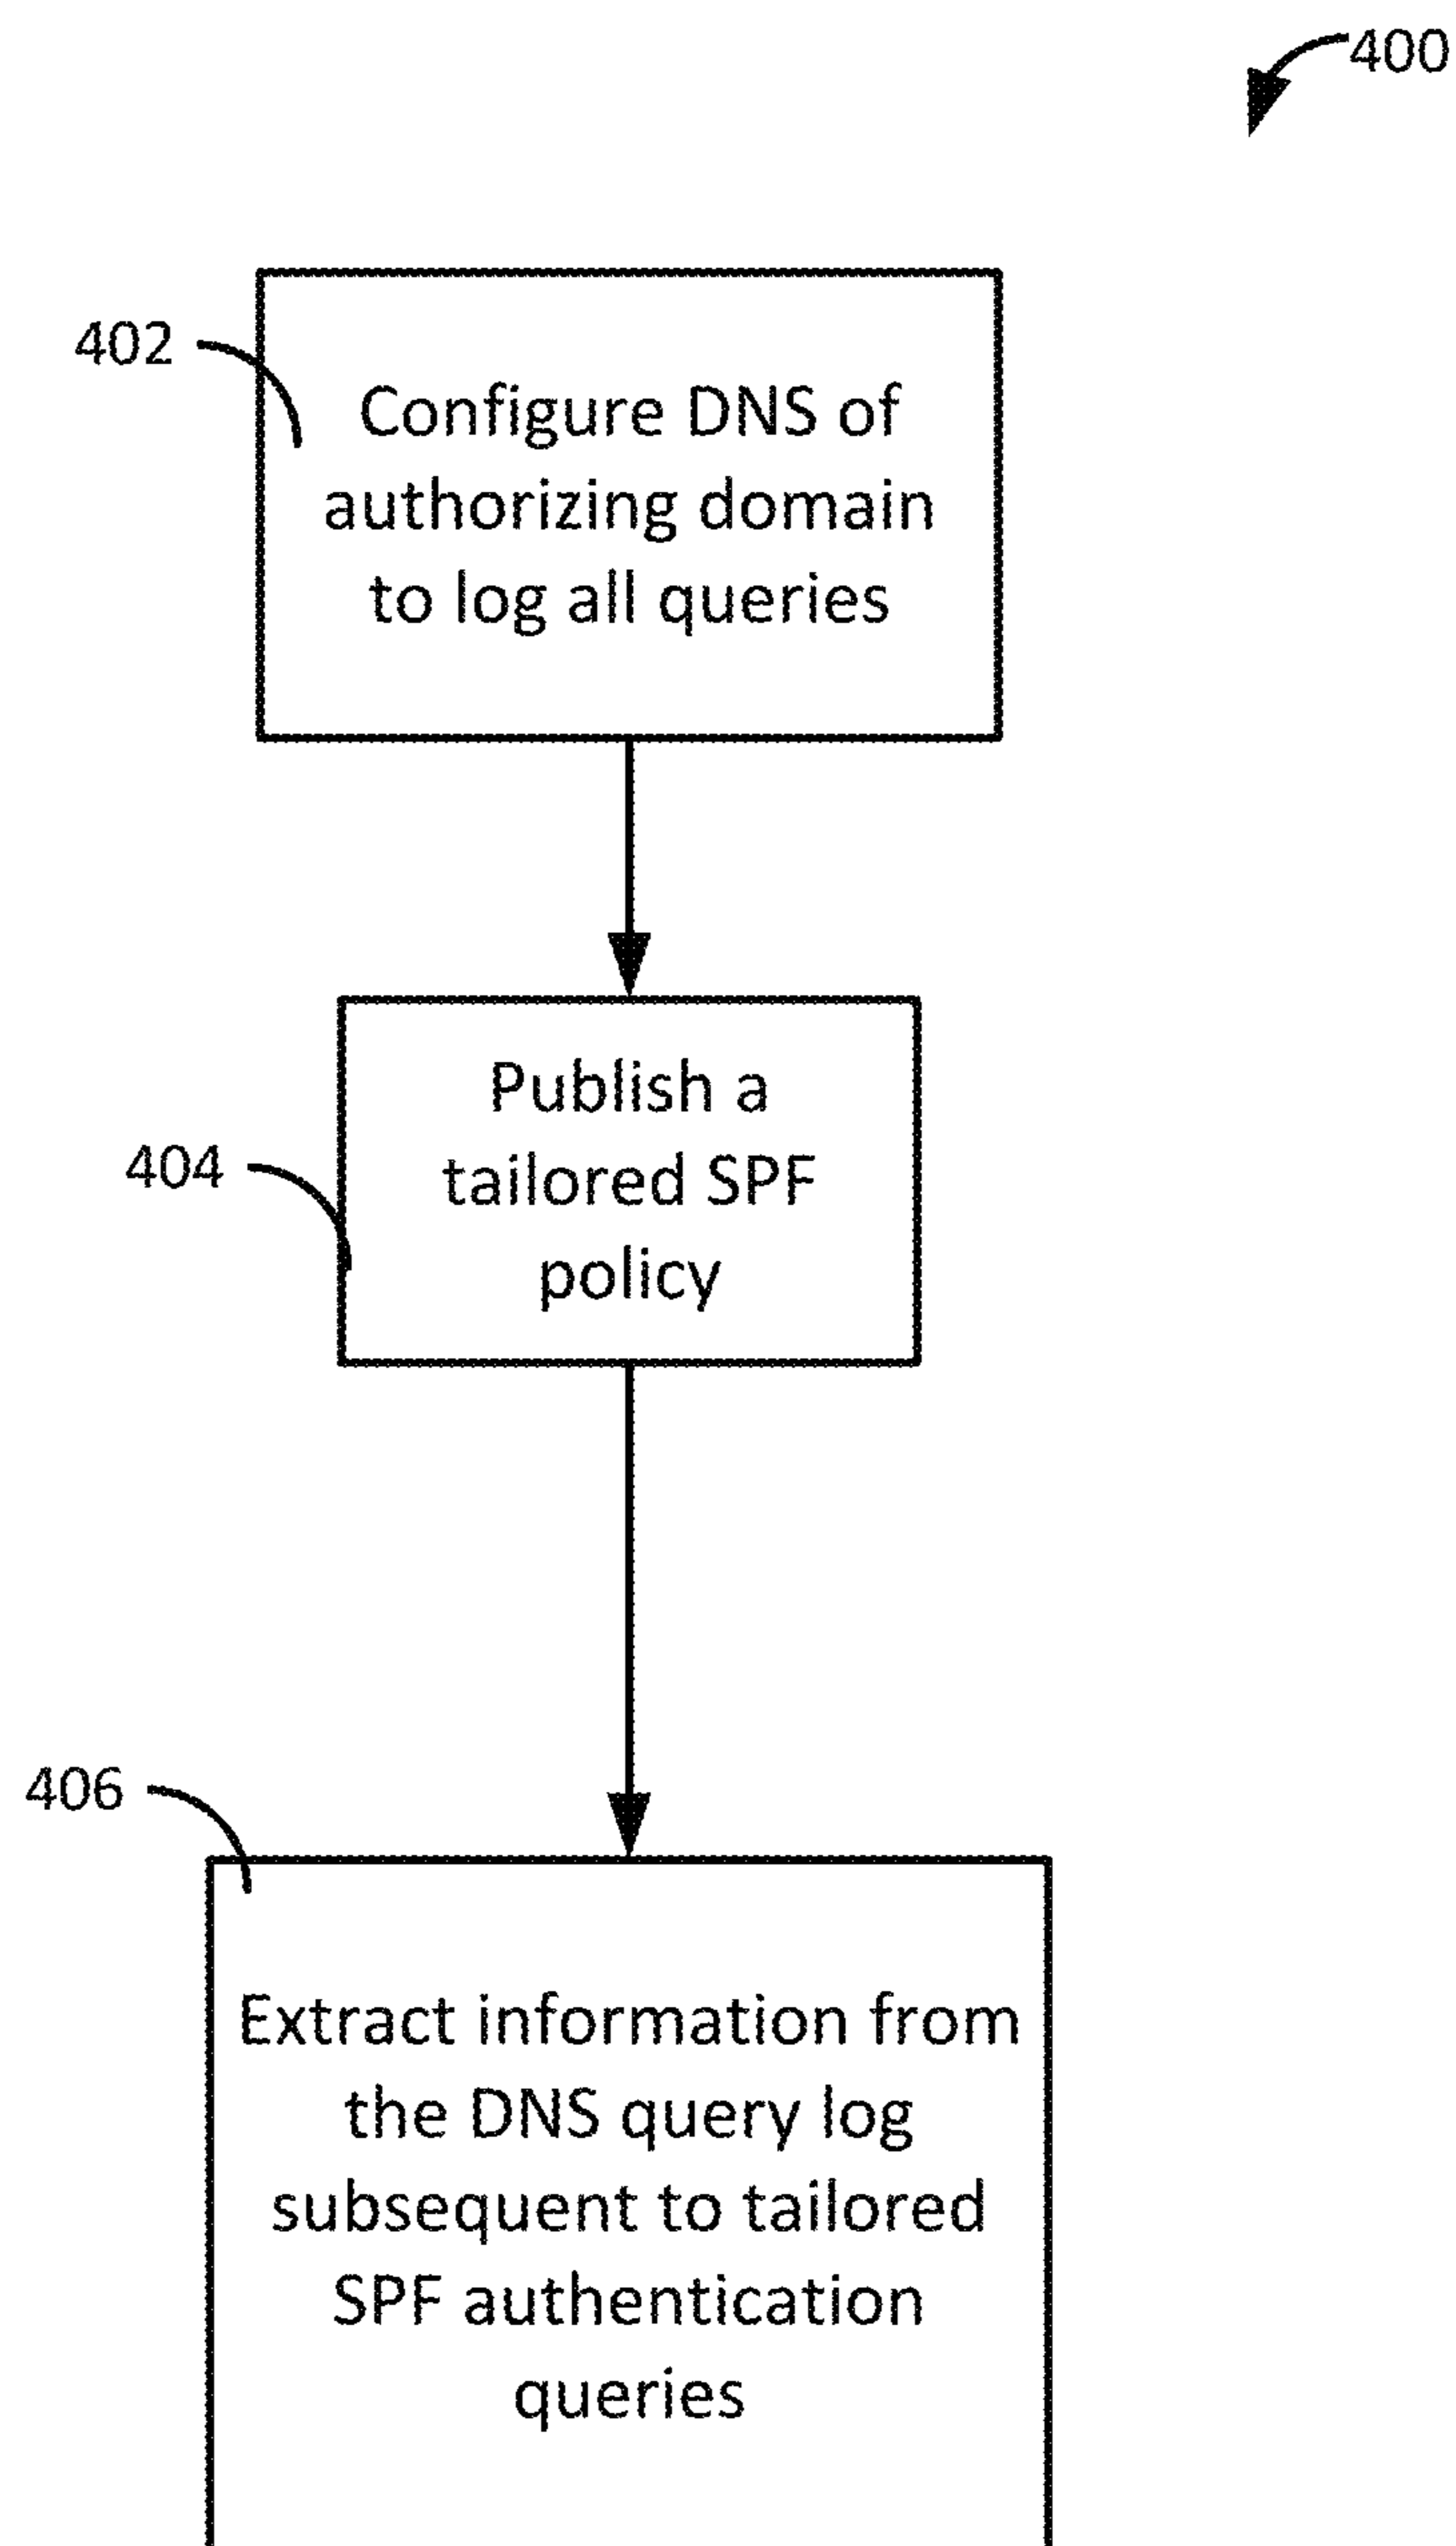 400
402
Configure DNS of
authorizing domain
to log all queries
Publish a
404
tailored SPF
policy
406
Extract information from
the DNS query log
subsequent to tailored
SPF authentication
queries